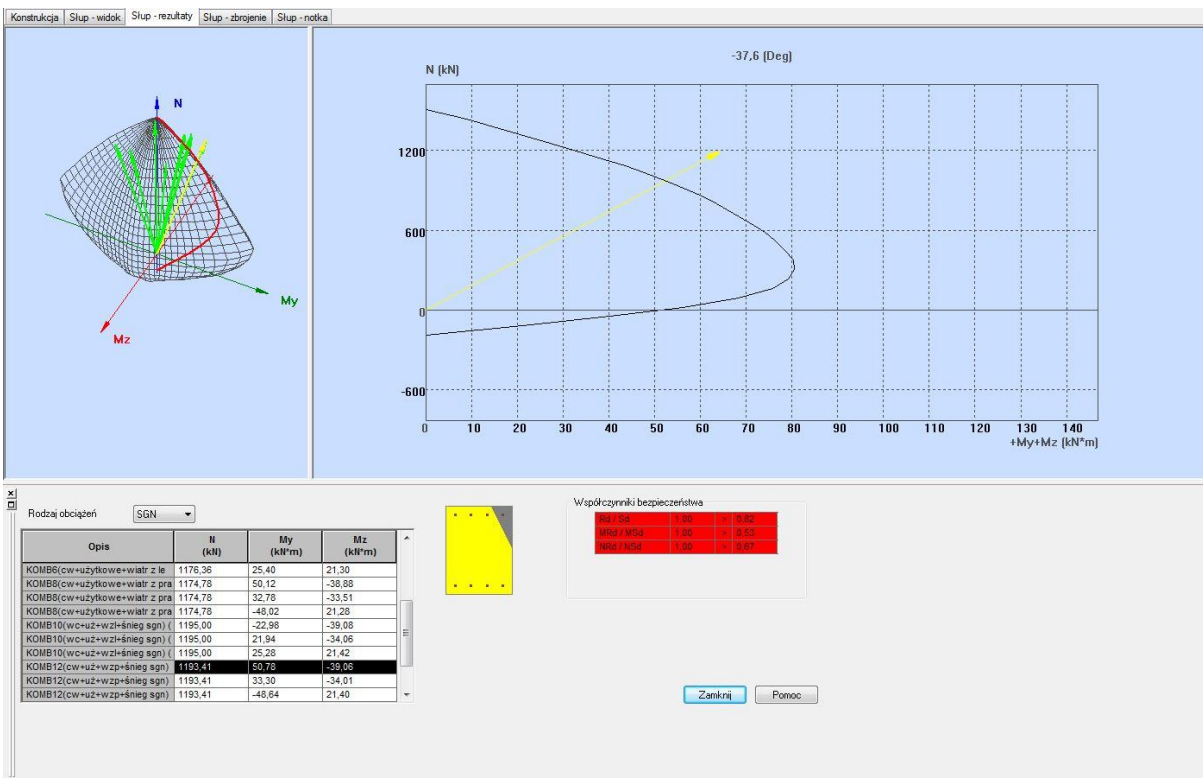 Konstrukcja Słup - widok Słup - rezultaty Słup - zbrojenie Słup - notka
N
My
Mz
-37,6 (Deg)
N (kN)
1200
600
0
-600
0 10 20 30 40 50 60 70 80 90 100 110 120 130 140
+My+Mz (kN*m)
Rodzaj obciążeń SGN
Opis N (kN) My (kN*m) Mz (kN*m)
KOMB6(cw+użytkowe+wiatr z le 1176,36 25,40 21,30
KOMB8(cw+użytkowe+wiatr z pra 1174,78 50,12 -38,88
KOMB8(cw+użytkowe+wiatr z pra 1174,78 32,78 -33,51
KOMB8(cw+użytkowe+wiatr z pra 1174,78 -48,02 21,28
KOMB10(wc+uż+wzl+śnieg sgn) ( 1195,00 -22,98 -39,08
KOMB10(wc+uż+wzl+śnieg sgn) ( 1195,00 21,94 -34,06
KOMB10(wc+uż+wzl+śnieg sgn) ( 1195,00 25,28 21,42
KOMB12(cw+uż+wzp+śnieg sgn) 1193,41 50,78 -39,06
KOMB12(cw+uż+wzp+śnieg sgn) 1193,41 33,30 -34,01
KOMB12(cw+uż+wzp+śnieg sgn) 1193,41 -48,64 21,40
Współczynniki bezpieczeństwa
Rd / Sd 1,00 > 0,82
MRd / MSd 1,00 > 0,53
NRd / NSd 1,00 > 0,67
Zamknij Pomoc